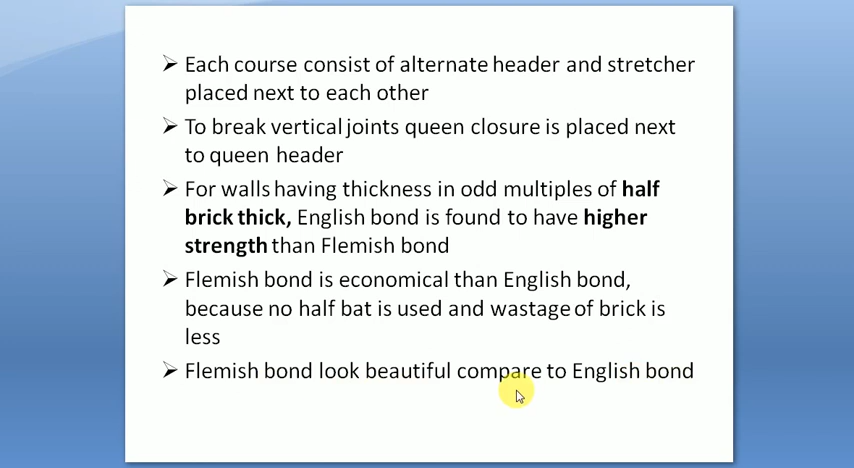 ➢ Each course consist of alternate header and stretcher
placed next to each other
➢ To break vertical joints queen closure is placed next
to queen header
➢ For walls having thickness in odd multiples of half
brick thick, English bond is found to have higher
strength than Flemish bond
➢ Flemish bond is economical than English bond,
because no half bat is used and wastage of brick is
less
➢ Flemish bond look beautiful compare to English bond